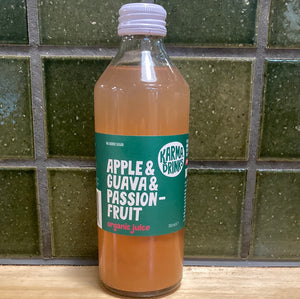 APPLE &
GUAVA &
PASSION-
FRUIT
organic juice
KARMA
DRINKS